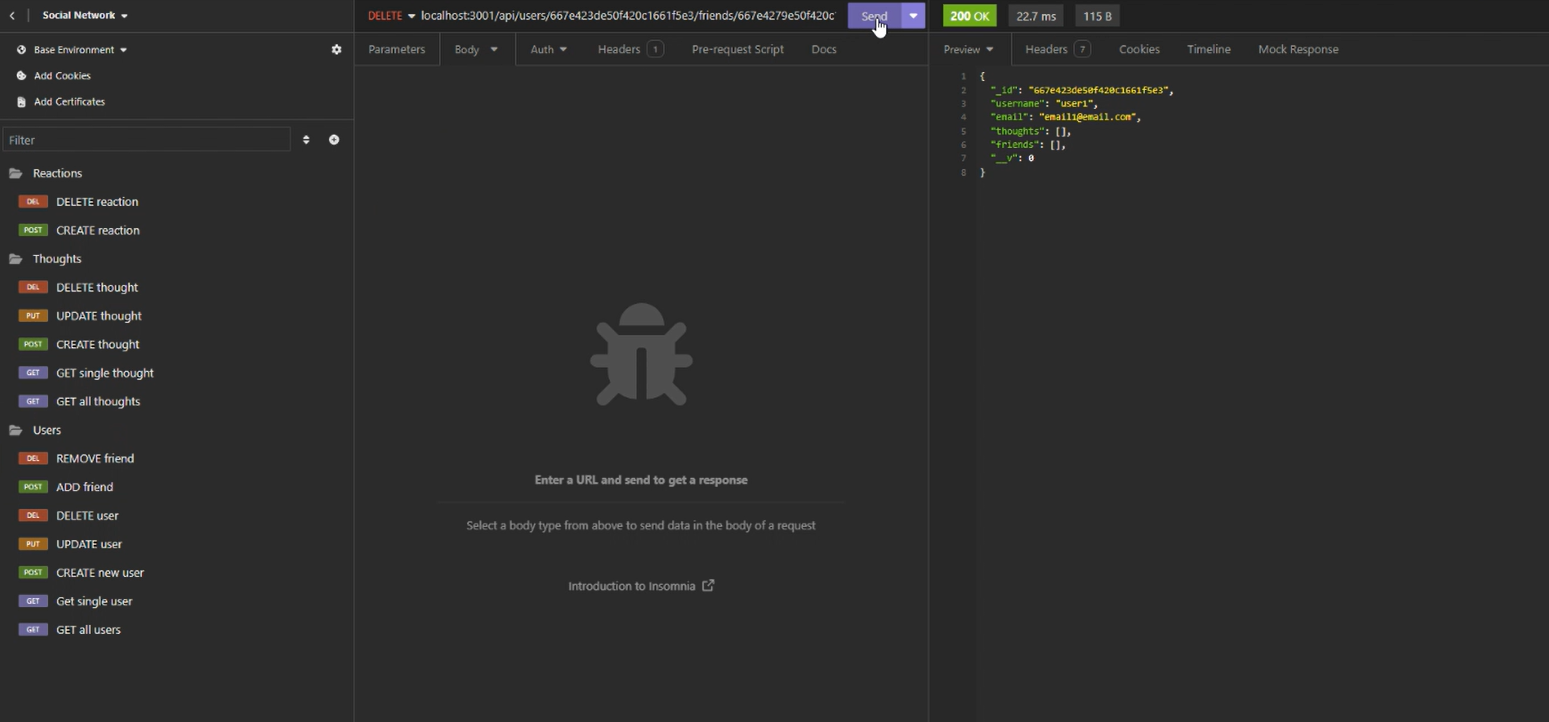 Social Network
DELETE localhost:3001/api/users/667e423de50f420c1661f5e3/friends/667e4279e50f420c
Send
200 OK 22.7 ms 115 B
Base Environment
Add Cookies
Add Certificates
Filter
Reactions
DEL DELETE reaction
POST CREATE reaction
Thoughts
DEL DELETE thought
PUT UPDATE thought
POST CREATE thought
GET GET single thought
GET GET all thoughts
Users
DEL REMOVE friend
POST ADD friend
DEL DELETE user
PUT UPDATE user
POST CREATE new user
GET Get single user
GET GET all users
Parameters Body Auth Headers 1 Pre-request Script Docs
Enter a URL and send to get a response
Select a body type from above to send data in the body of a request
Introduction to Insomnia
Preview Headers 7 Cookies Timeline Mock Response
1 {
2 "_id": "667e423de50f420c1661f5e3",
3 "username": "user1",
4 "email": "email1@email.com",
5 "thoughts": [],
6 "friends": [],
7 "__v": 0
8 }